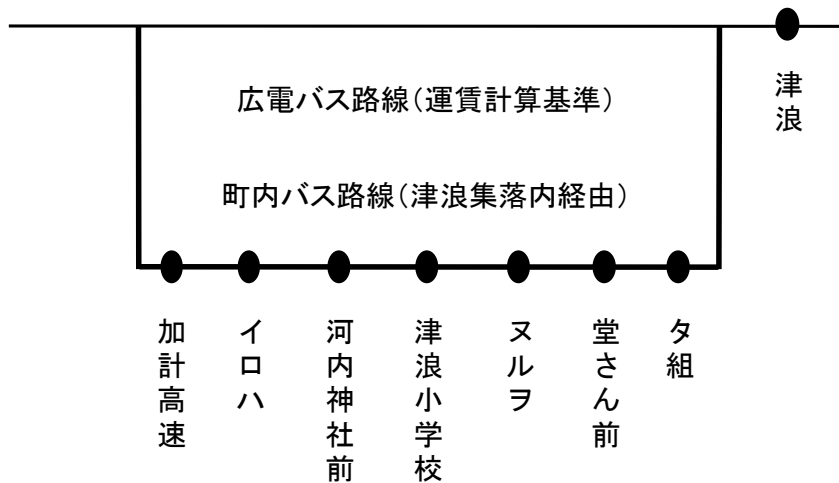 広電バス路線(運賃計算基準)
津浪
町内バス路線(津浪集落内経由)
加計高速
イロハ
河内神社前
津浪小学校
ヌルヲ
堂さん前
タ組